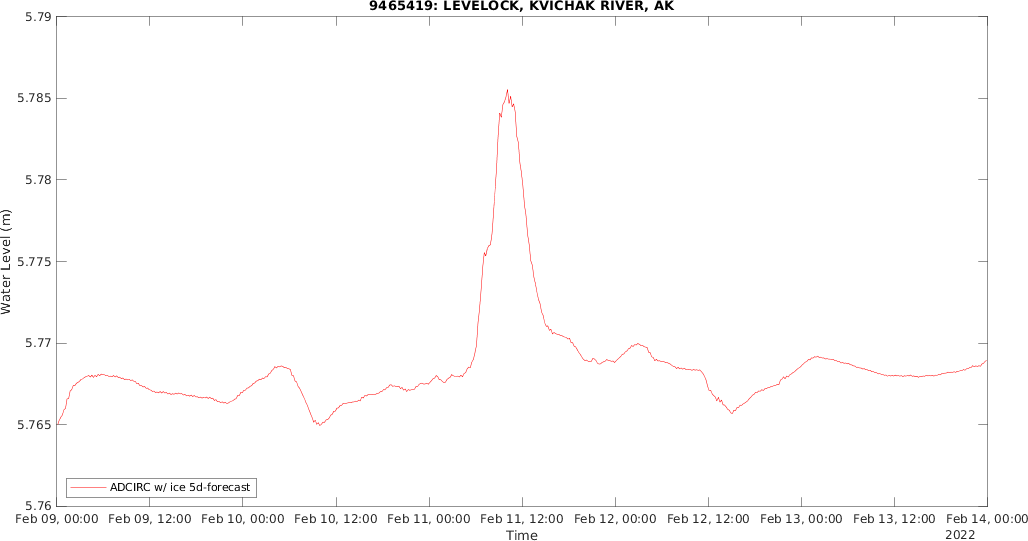 9465419: LEVELOCK, KVICHAK RIVER, AK
5.79
5.785
5.78
5.775
5.77
5.765
5.76
Water Level (m)
ADCIRC w/ ice 5d-forecast
Feb 09, 00:00 Feb 09, 12:00 Feb 10, 00:00 Feb 10, 12:00 Feb 11, 00:00 Feb 11, 12:00 Feb 12, 00:00 Feb 12, 12:00 Feb 13, 00:00 Feb 13, 12:00 Feb 14, 00:00
Time
2022